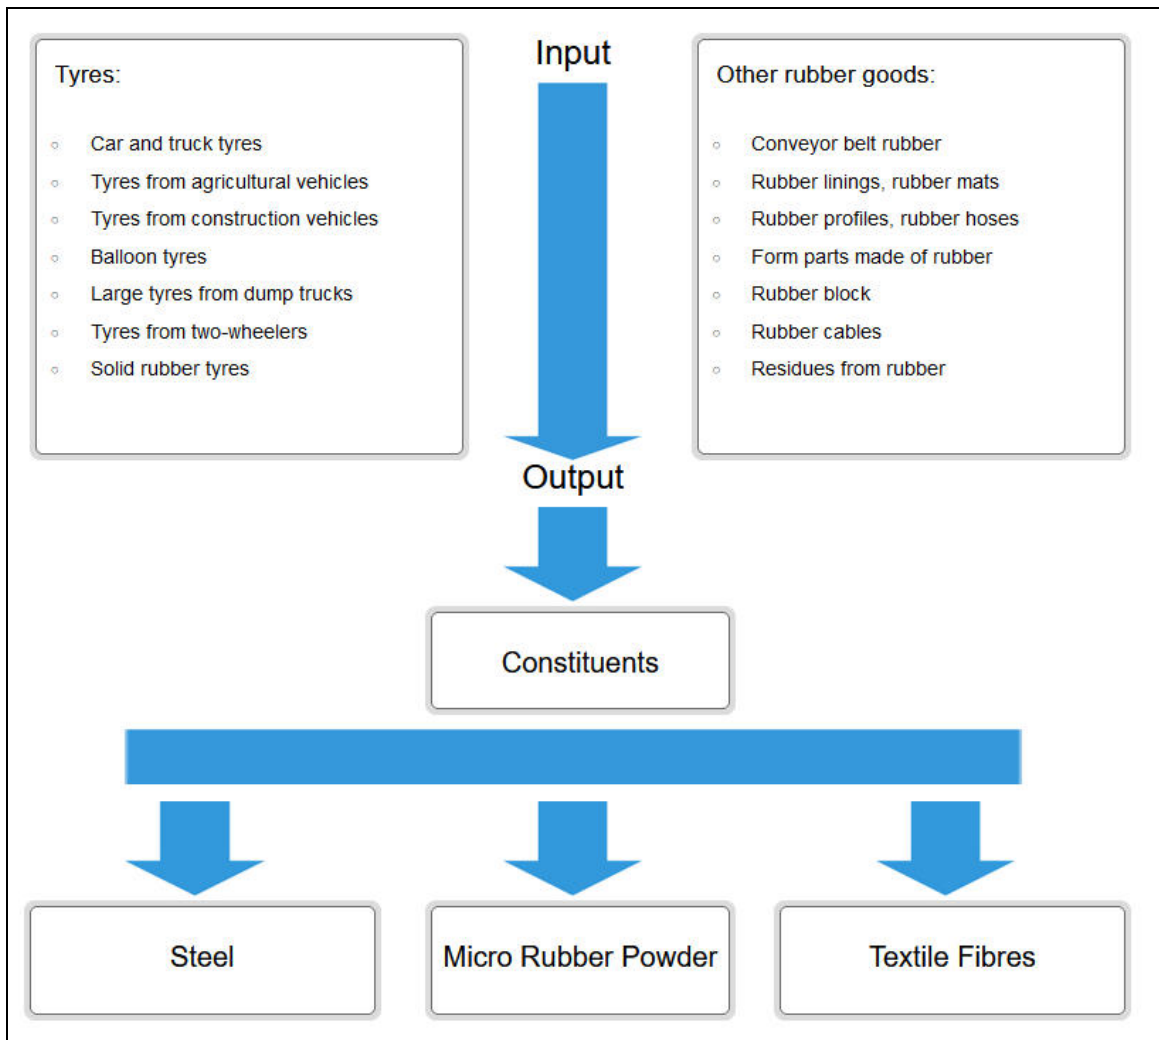 Input
Tyres:
Car and truck tyres
Tyres from agricultural vehicles
Tyres from construction vehicles
Balloon tyres
Large tyres from dump trucks
Tyres from two-wheelers
Solid rubber tyres
Other rubber goods:
Conveyor belt rubber
Rubber linings, rubber mats
Rubber profiles, rubber hoses
Form parts made of rubber
Rubber block
Rubber cables
Residues from rubber
Output
Constituents
Steel
Micro Rubber Powder
Textile Fibres